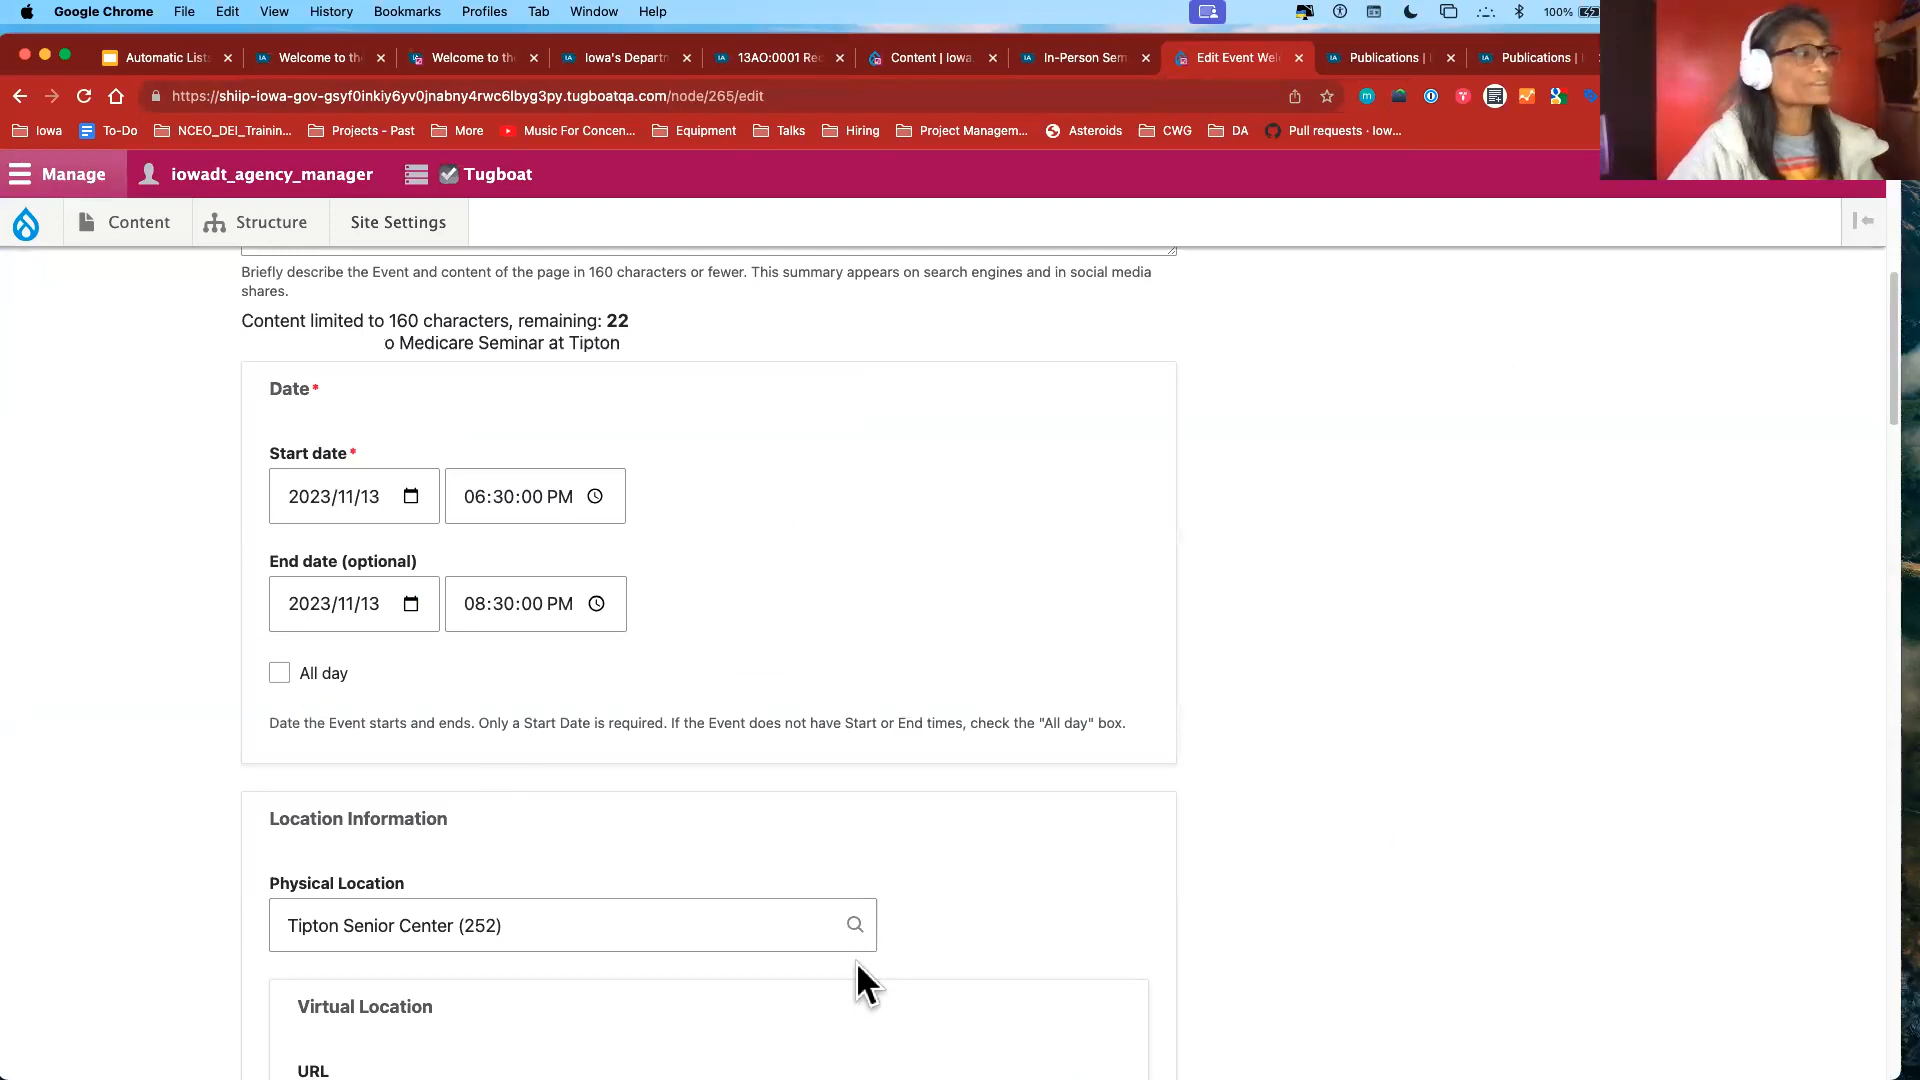 Google Chrome File Edit View History Bookmarks Profiles Tab Window Help 100%
Automatic Lists Welcome to th Welcome to the Iowa's Departm 13AO:0001 Re Content | Iowa. In-Person Sem Edit Event Wel Publications | Publications |
https://shiip-iowa-gov-gsyf0inkiy6yv0jnabny4rwc6lbyg3py.tugboatqa.com/node/265/edit
Iowa To-Do NCEO_DEI_Trainin... Projects - Past More Music For Concen... Equipment Talks Hiring Project Managem... Asteroids CWG DA Pull requests · Iow...
Manage iowadt_agency_manager Tugboat
Content Structure Site Settings
Briefly describe the Event and content of the page in 160 characters or fewer. This summary appears on search engines and in social media
shares.
Content limited to 160 characters, remaining: 22
o Medicare Seminar at Tipton
Date*
Start date*
2023/11/13 06:30:00 PM
End date (optional)
2023/11/13 08:30:00 PM
All day
Date the Event starts and ends. Only a Start Date is required. If the Event does not have Start or End times, check the "All day" box.
Location Information
Physical Location
Tipton Senior Center (252)
Virtual Location
URL